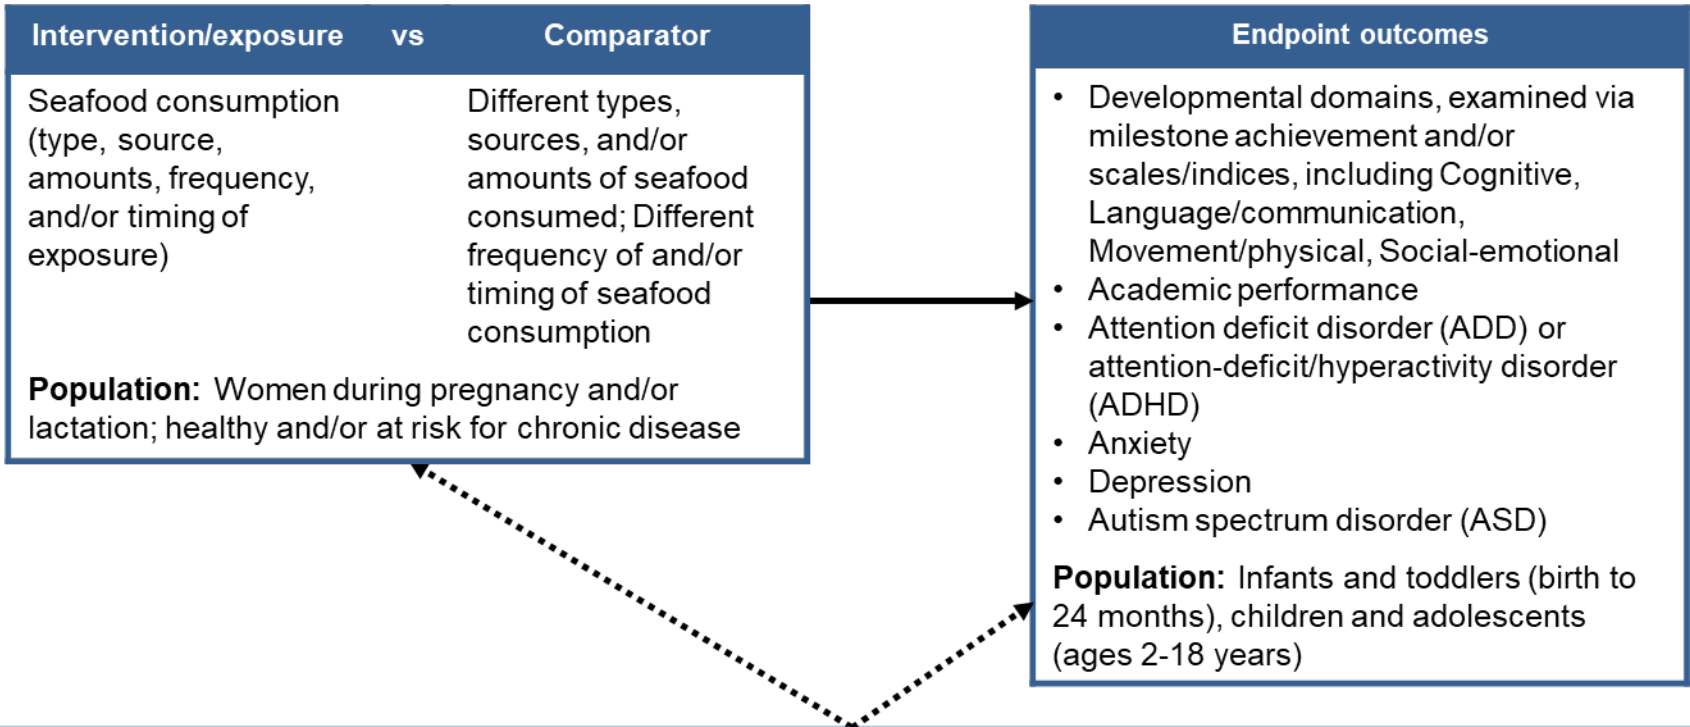 Intervention/exposure vs Comparator
Seafood consumption
(type, source,
amounts, frequency,
and/or timing of
exposure)
Different types,
sources, and/or
amounts of seafood
consumed; Different
frequency of and/or
timing of seafood
consumption
Population: Women during pregnancy and/or
lactation; healthy and/or at risk for chronic disease
Endpoint outcomes
• Developmental domains, examined via
milestone achievement and/or
scales/indices, including Cognitive,
Language/communication,
Movement/physical, Social-emotional
• Academic performance
• Attention deficit disorder (ADD) or
attention-deficit/hyperactivity disorder
(ADHD)
• Anxiety
• Depression
• Autism spectrum disorder (ASD)
Population: Infants and toddlers (birth to
24 months), children and adolescents
(ages 2-18 years)